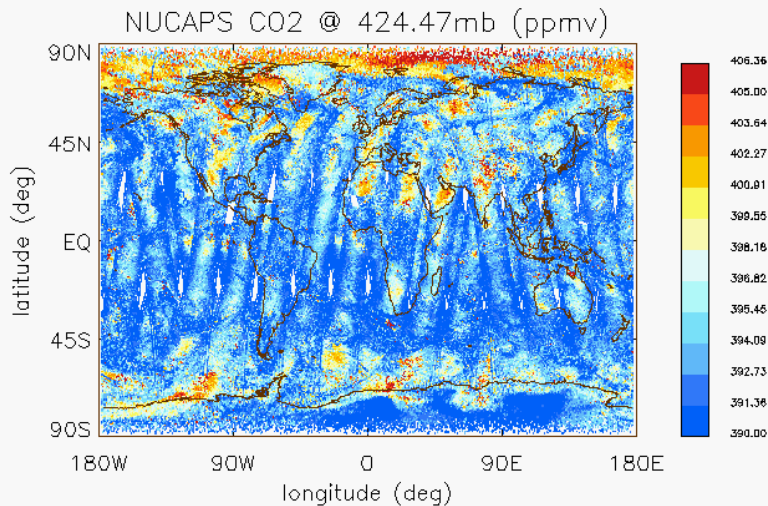 NUCAPS CO2 @ 424.47mb (ppmv)
90N
45N
EQ
45S
90S
latitude (deg)
180W 90W 0 90E 180E
longitude (deg)
406.36
405.00
403.64
402.27
400.91
399.55
398.18
396.82
395.45
394.09
392.73
391.36
390.00